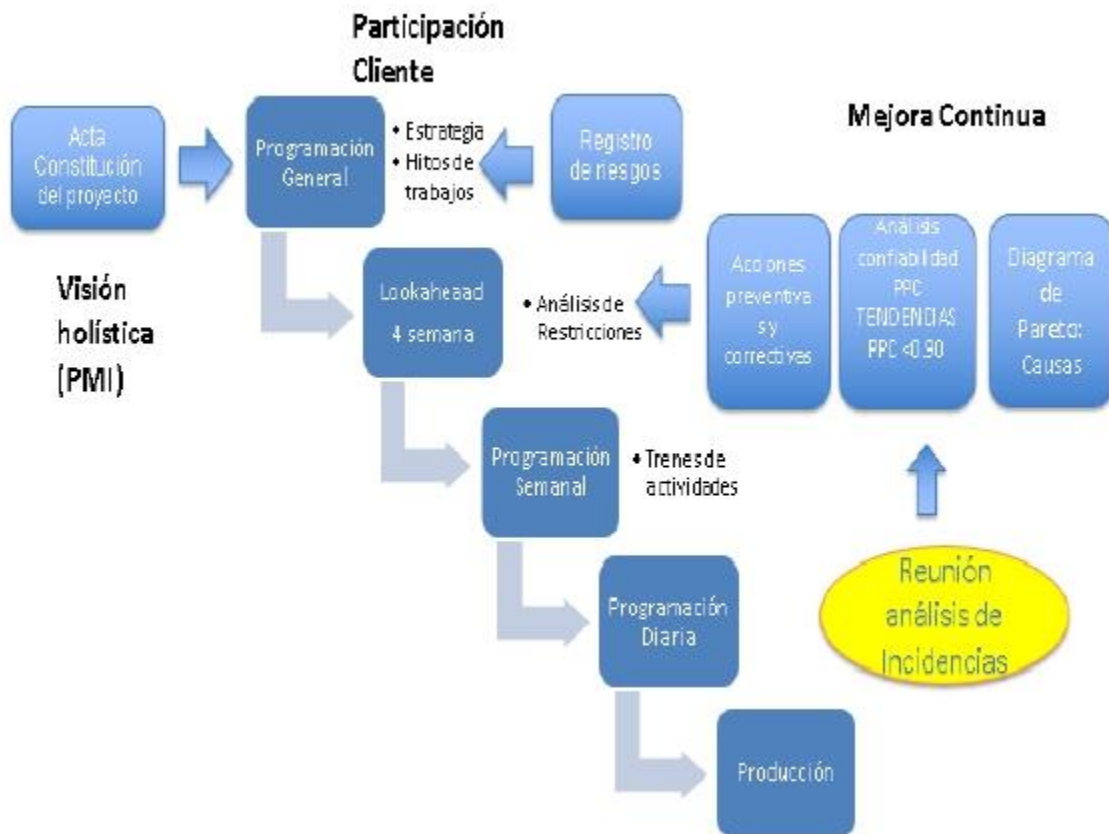 Participación
Cliente
Mejora Continua
Acta
Constitución
del proyecto
Programación
General
• Estrategia
• Hitos de
trabajos
Registro
de riesgos
Visión
holística
(PMI)
Lookaheaad
4 semana
• Análisis de
Restricciones
Acciones
preventiva
s y
correctivas
Análisis
confiabilidad
PPC
TENDENCIAS
PPC <0.90
Diagrama
de
Pareto:
Causas
Programación
Semanal
• Trenes de
actividades
Programación
Diaria
Reunión
análisis de
Incidencias
Producción